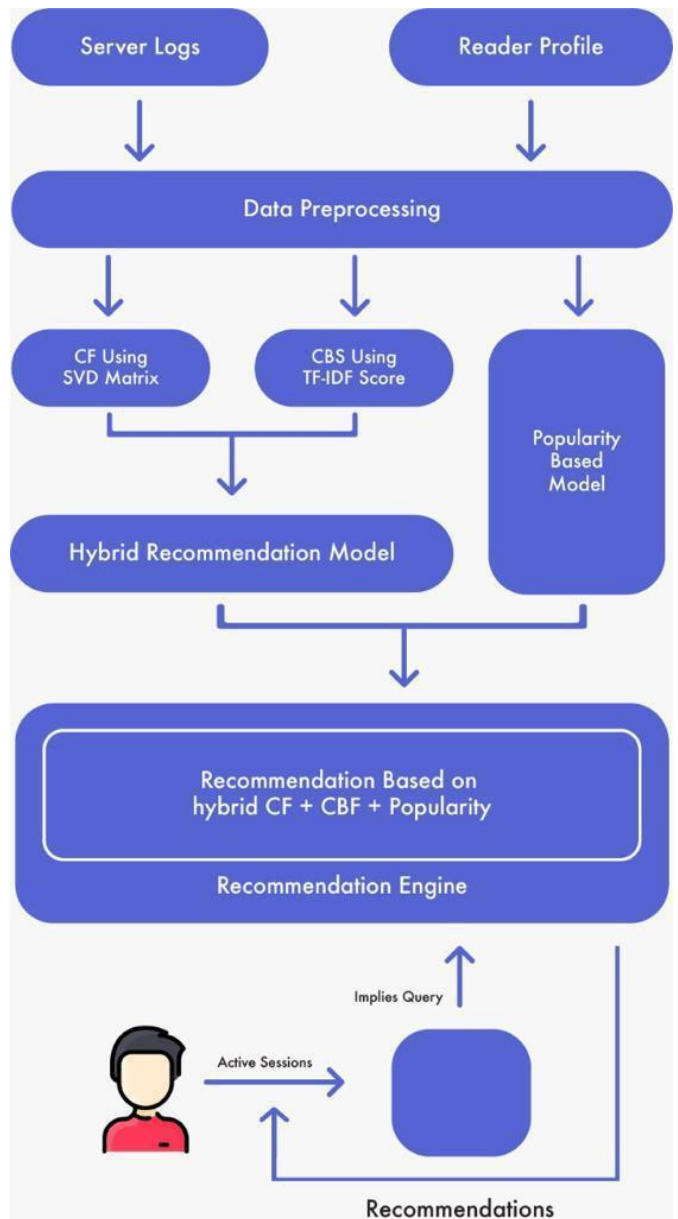 Server Logs
Reader Profile
Data Preprocessing
CF Using
SVD Matrix
CBS Using
TF-IDF Score
Popularity
Based
Model
Hybrid Recommendation Model
Recommendation Based on
hybrid CF + CBF + Popularity
Recommendation Engine
Implies Query
Active Sessions
Recommendations